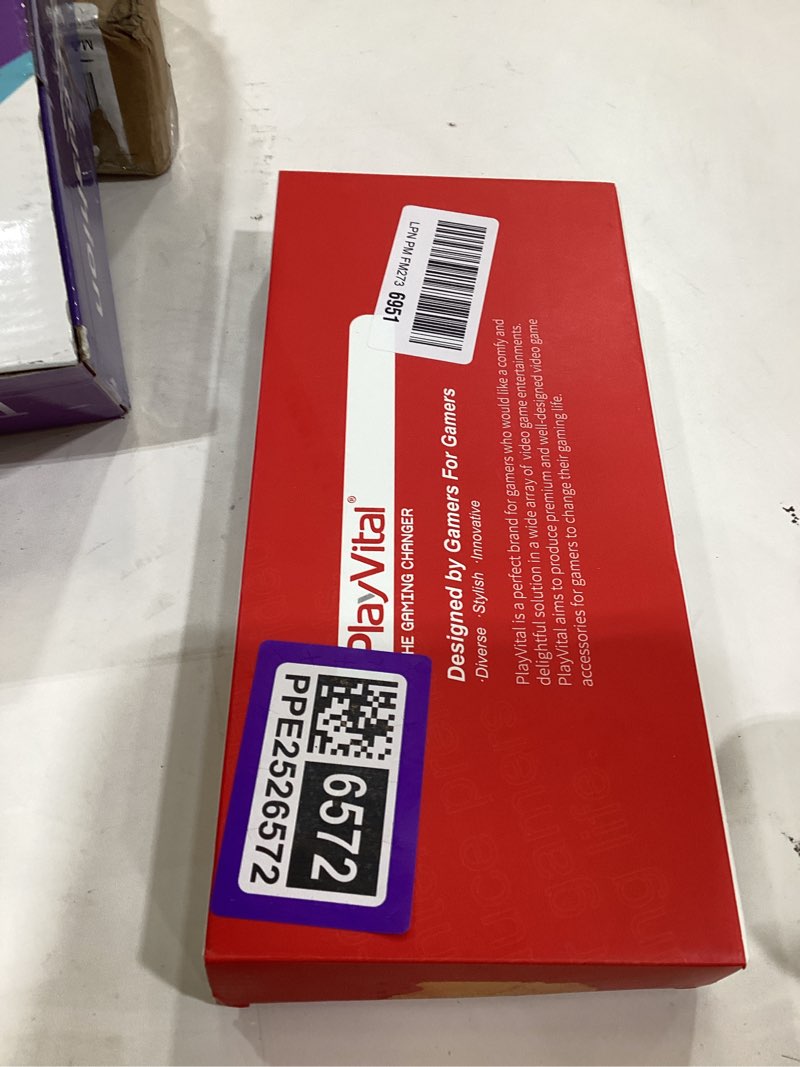 LPN PM FM273 6951
PlayVital®
HE GAMING CHANGER
Designed by Gamers For Gamers
·Diverse ·Stylish ·Innovative
PlayVital is a perfect brand for gamers who would like a comfy and
delightful solution in a wide array of video game entertainments.
PlayVital aims to produce premium and well-designed video game
accessories for gamers to change their gaming life.
6572
PPE2526572